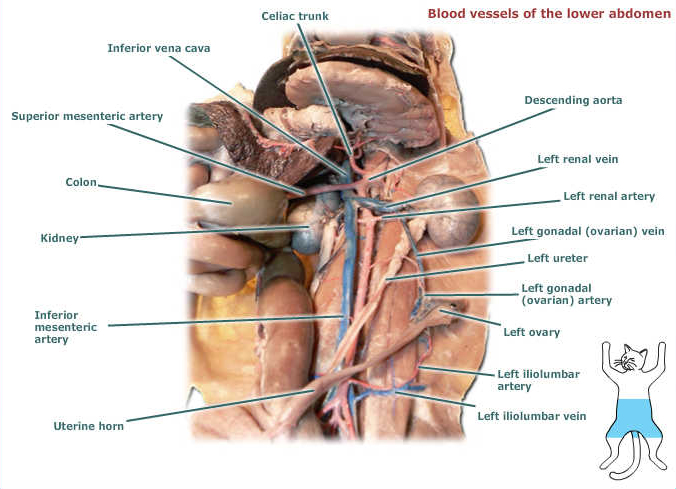 Celiac trunk
Blood vessels of the lower abdomen
Inferior vena cava
Superior mesenteric artery
Descending aorta
Left renal vein
Colon
Left renal artery
Kidney
Left gonadal (ovarian) vein
Left ureter
Left gonadal
(ovarian) artery
Inferior
mesenteric
artery
Left ovary
Left iliolumbar
artery
Left iliolumbar vein
Uterine horn